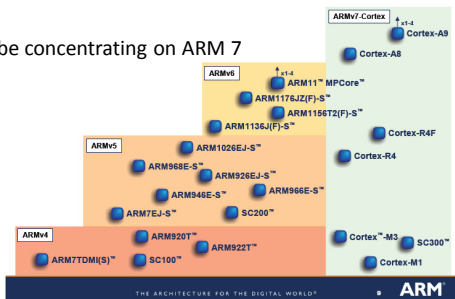 be concentrating on ARM 7
ARMv7-Cortex
x1-4
Cortex-A9
Cortex-A8
ARMv6
x1-4
ARM11™ MPCore™
ARM1176JZ(F)-S™
ARM1156T2(F)-S™
ARM1136J(F)-S™
Cortex-R4F
ARMv5
ARM1026EJ-S™
Cortex-R4
ARM968E-S™
ARM926EJ-S™
ARM946E-S™
ARM966E-S™
ARM7EJ-S™
SC200™
ARMv4
ARM920T™
Cortex™-M3
SC300™
ARM922T™
ARM7TDMI(S)™
SC100™
Cortex-M1
THE ARCHITECTURE FOR THE DIGITAL WORLD®
ARM®